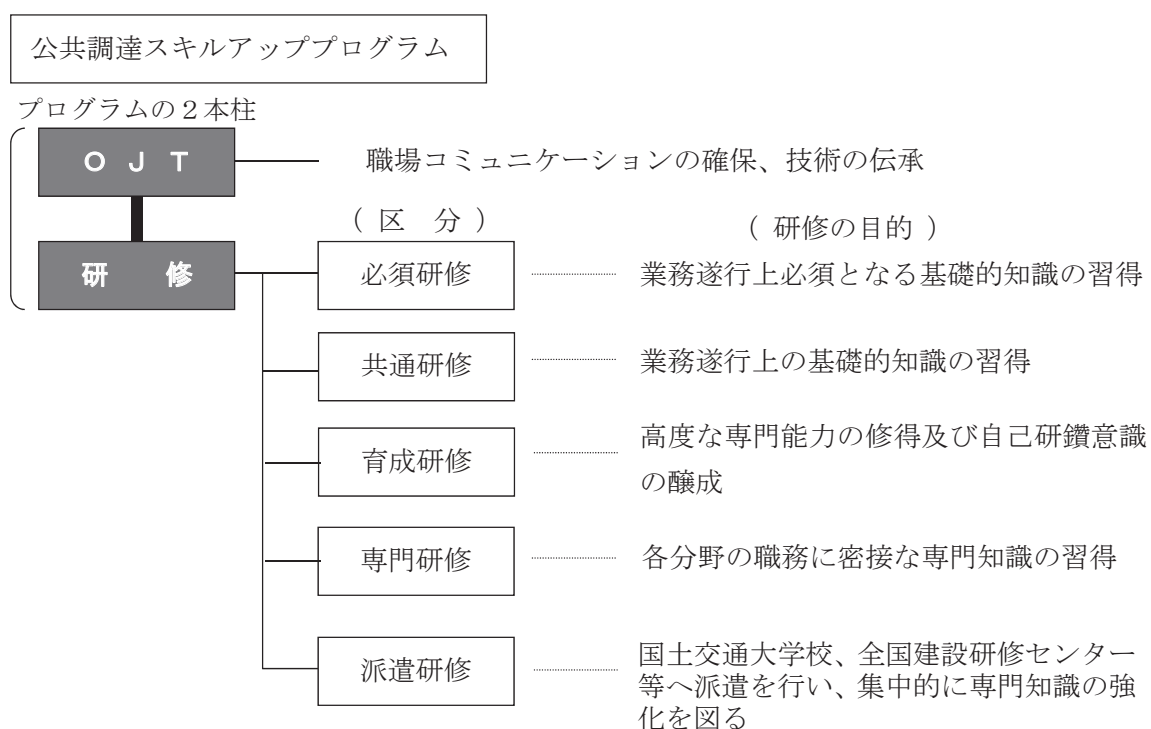 公共調達スキルアッププログラム
プログラムの２本柱
ＯＪＴ
職場コミュニケーションの確保、技術の伝承
（区　分）
（研修の目的）
研　修
必須研修
業務遂行上必須となる基礎的知識の習得
共通研修
業務遂行上の基礎的知識の習得
育成研修
高度な専門能力の修得及び自己研鑽意識
の醸成
専門研修
各分野の職務に密接な専門知識の習得
派遣研修
国土交通大学校、全国建設研修センター
等へ派遣を行い、集中的に専門知識の強
化を図る